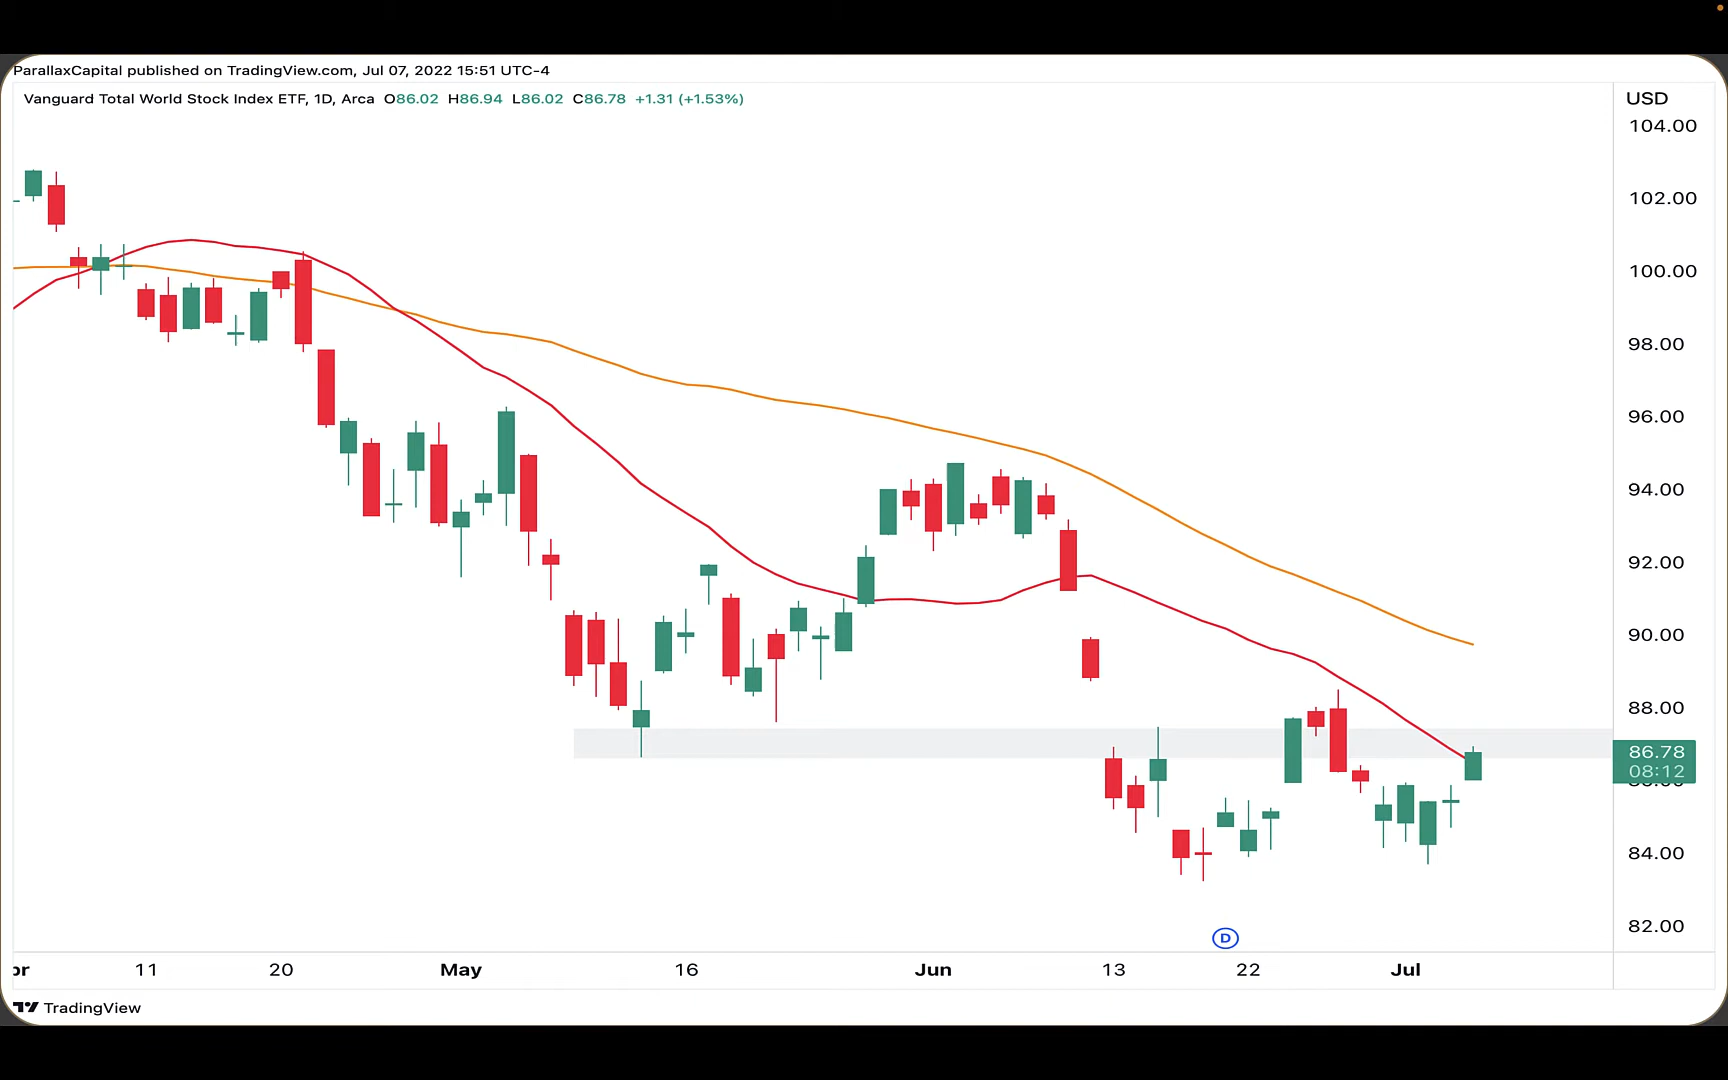 ParallaxCapital published on TradingView.com, Jul 07, 2022 15:51 UTC-4
Vanguard Total World Stock Index ETF, 1D, Arca O86.02 H86.94 L86.02 C86.78 +1.31 (+1.53%)
USD
104.00
102.00
100.00
98.00
96.00
94.00
92.00
90.00
88.00
86.78
08:12
84.00
82.00
D
11 20 May 16 Jun 13 22 Jul
TradingView